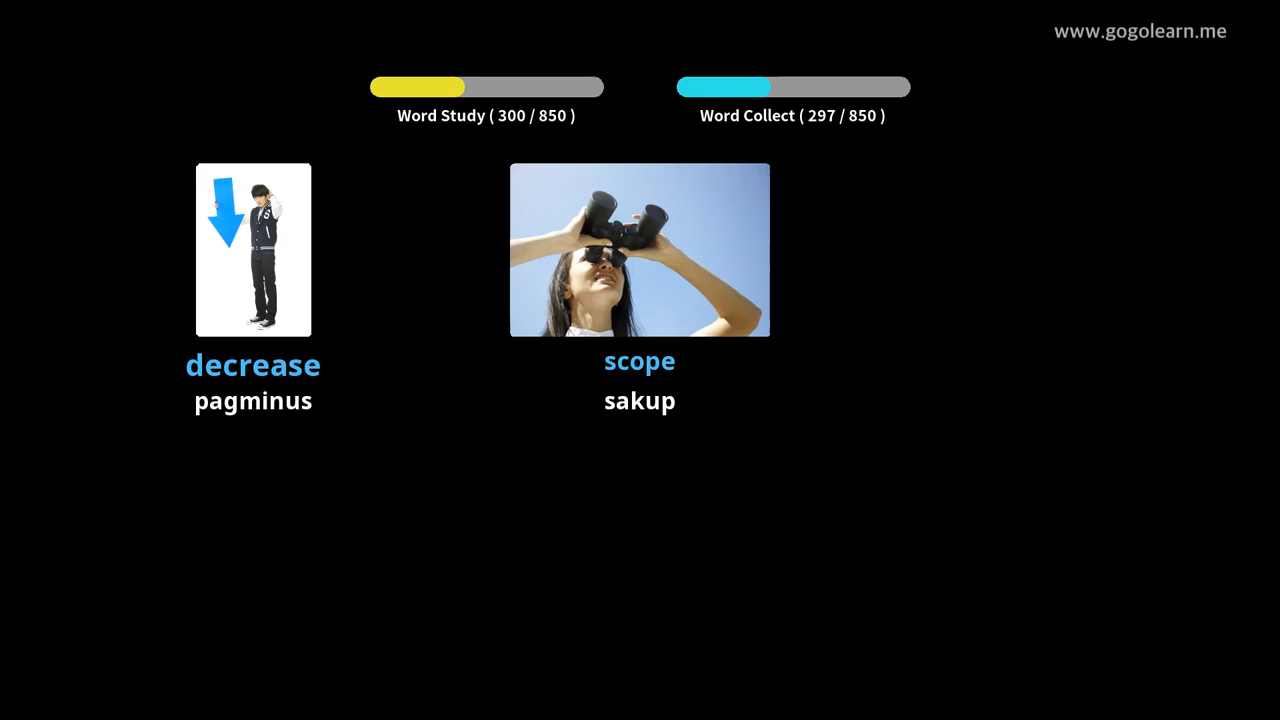 www.gogolearn.me
Word Study ( 300 / 850 )
Word Collect ( 297 / 850 )
decrease
pagminus
scope
sakup